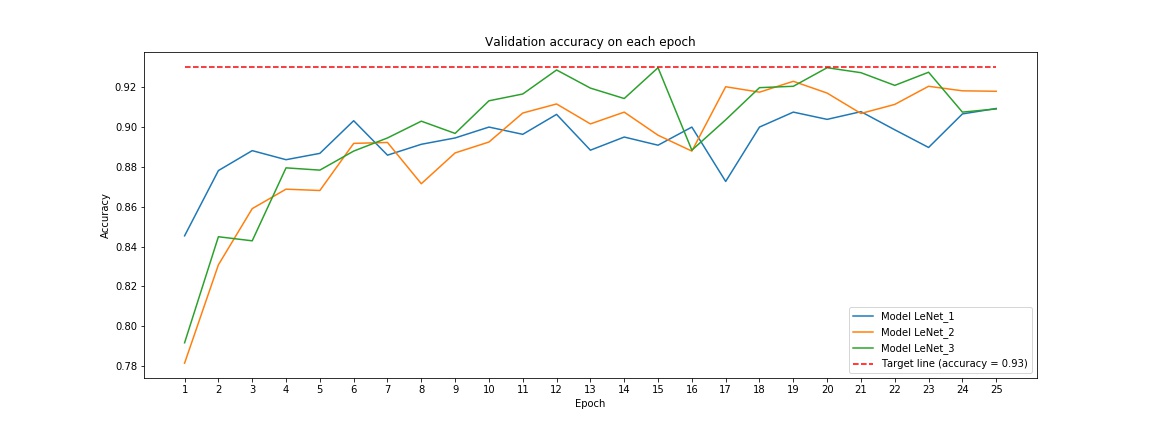 Validation accuracy on each epoch
Accuracy
0.92
0.90
0.88
0.86
0.84
0.82
0.80
0.78
Model LeNet_1
Model LeNet_2
Model LeNet_3
Target line (accuracy = 0.93)
1 2 3 4 5 6 7 8 9 10 11 12 13 14 15 16 17 18 19 20 21 22 23 24 25
Epoch